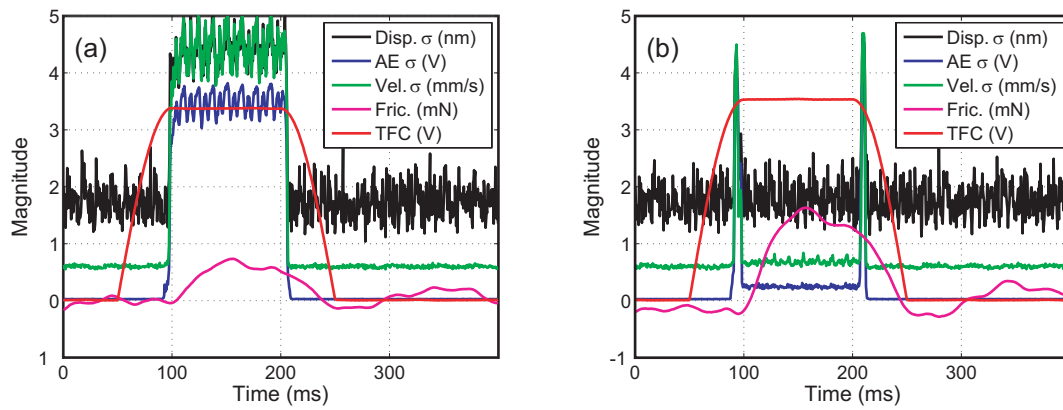 5
4
3
2
1
0
1
Magnitude
(a)
Disp. σ (nm)
AE σ (V)
Vel. σ (mm/s)
Fric. (mN)
TFC (V)
0 100 200 300
Time (ms)
5
4
3
2
1
0
-1
Magnitude
(b)
Disp. σ (nm)
AE σ (V)
Vel. σ (mm/s)
Fric. (mN)
TFC (V)
0 100 200 300
Time (ms)